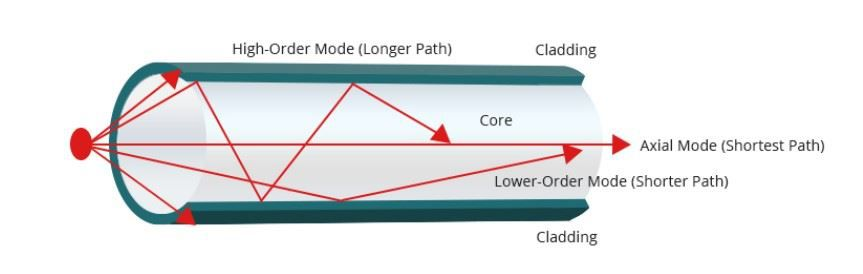 High-Order Mode (Longer Path)
Cladding
Core
Axial Mode (Shortest Path)
Lower-Order Mode (Shorter Path)
Cladding